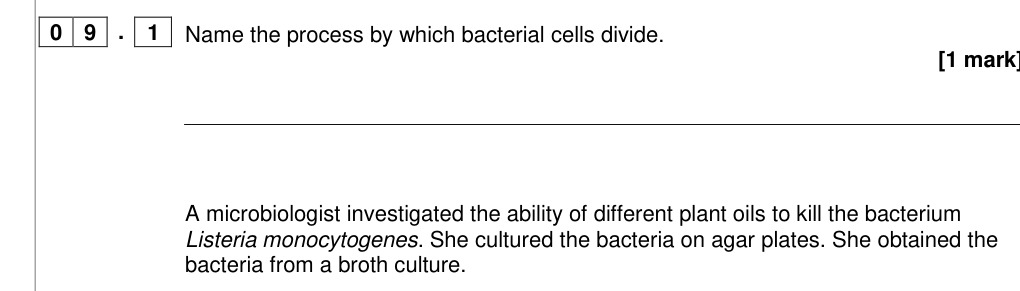 09.1 Name the process by which bacterial cells divide.
[1 mark]
A microbiologist investigated the ability of different plant oils to kill the bacterium
Listeria monocytogenes. She cultured the bacteria on agar plates. She obtained the
bacteria from a broth culture.